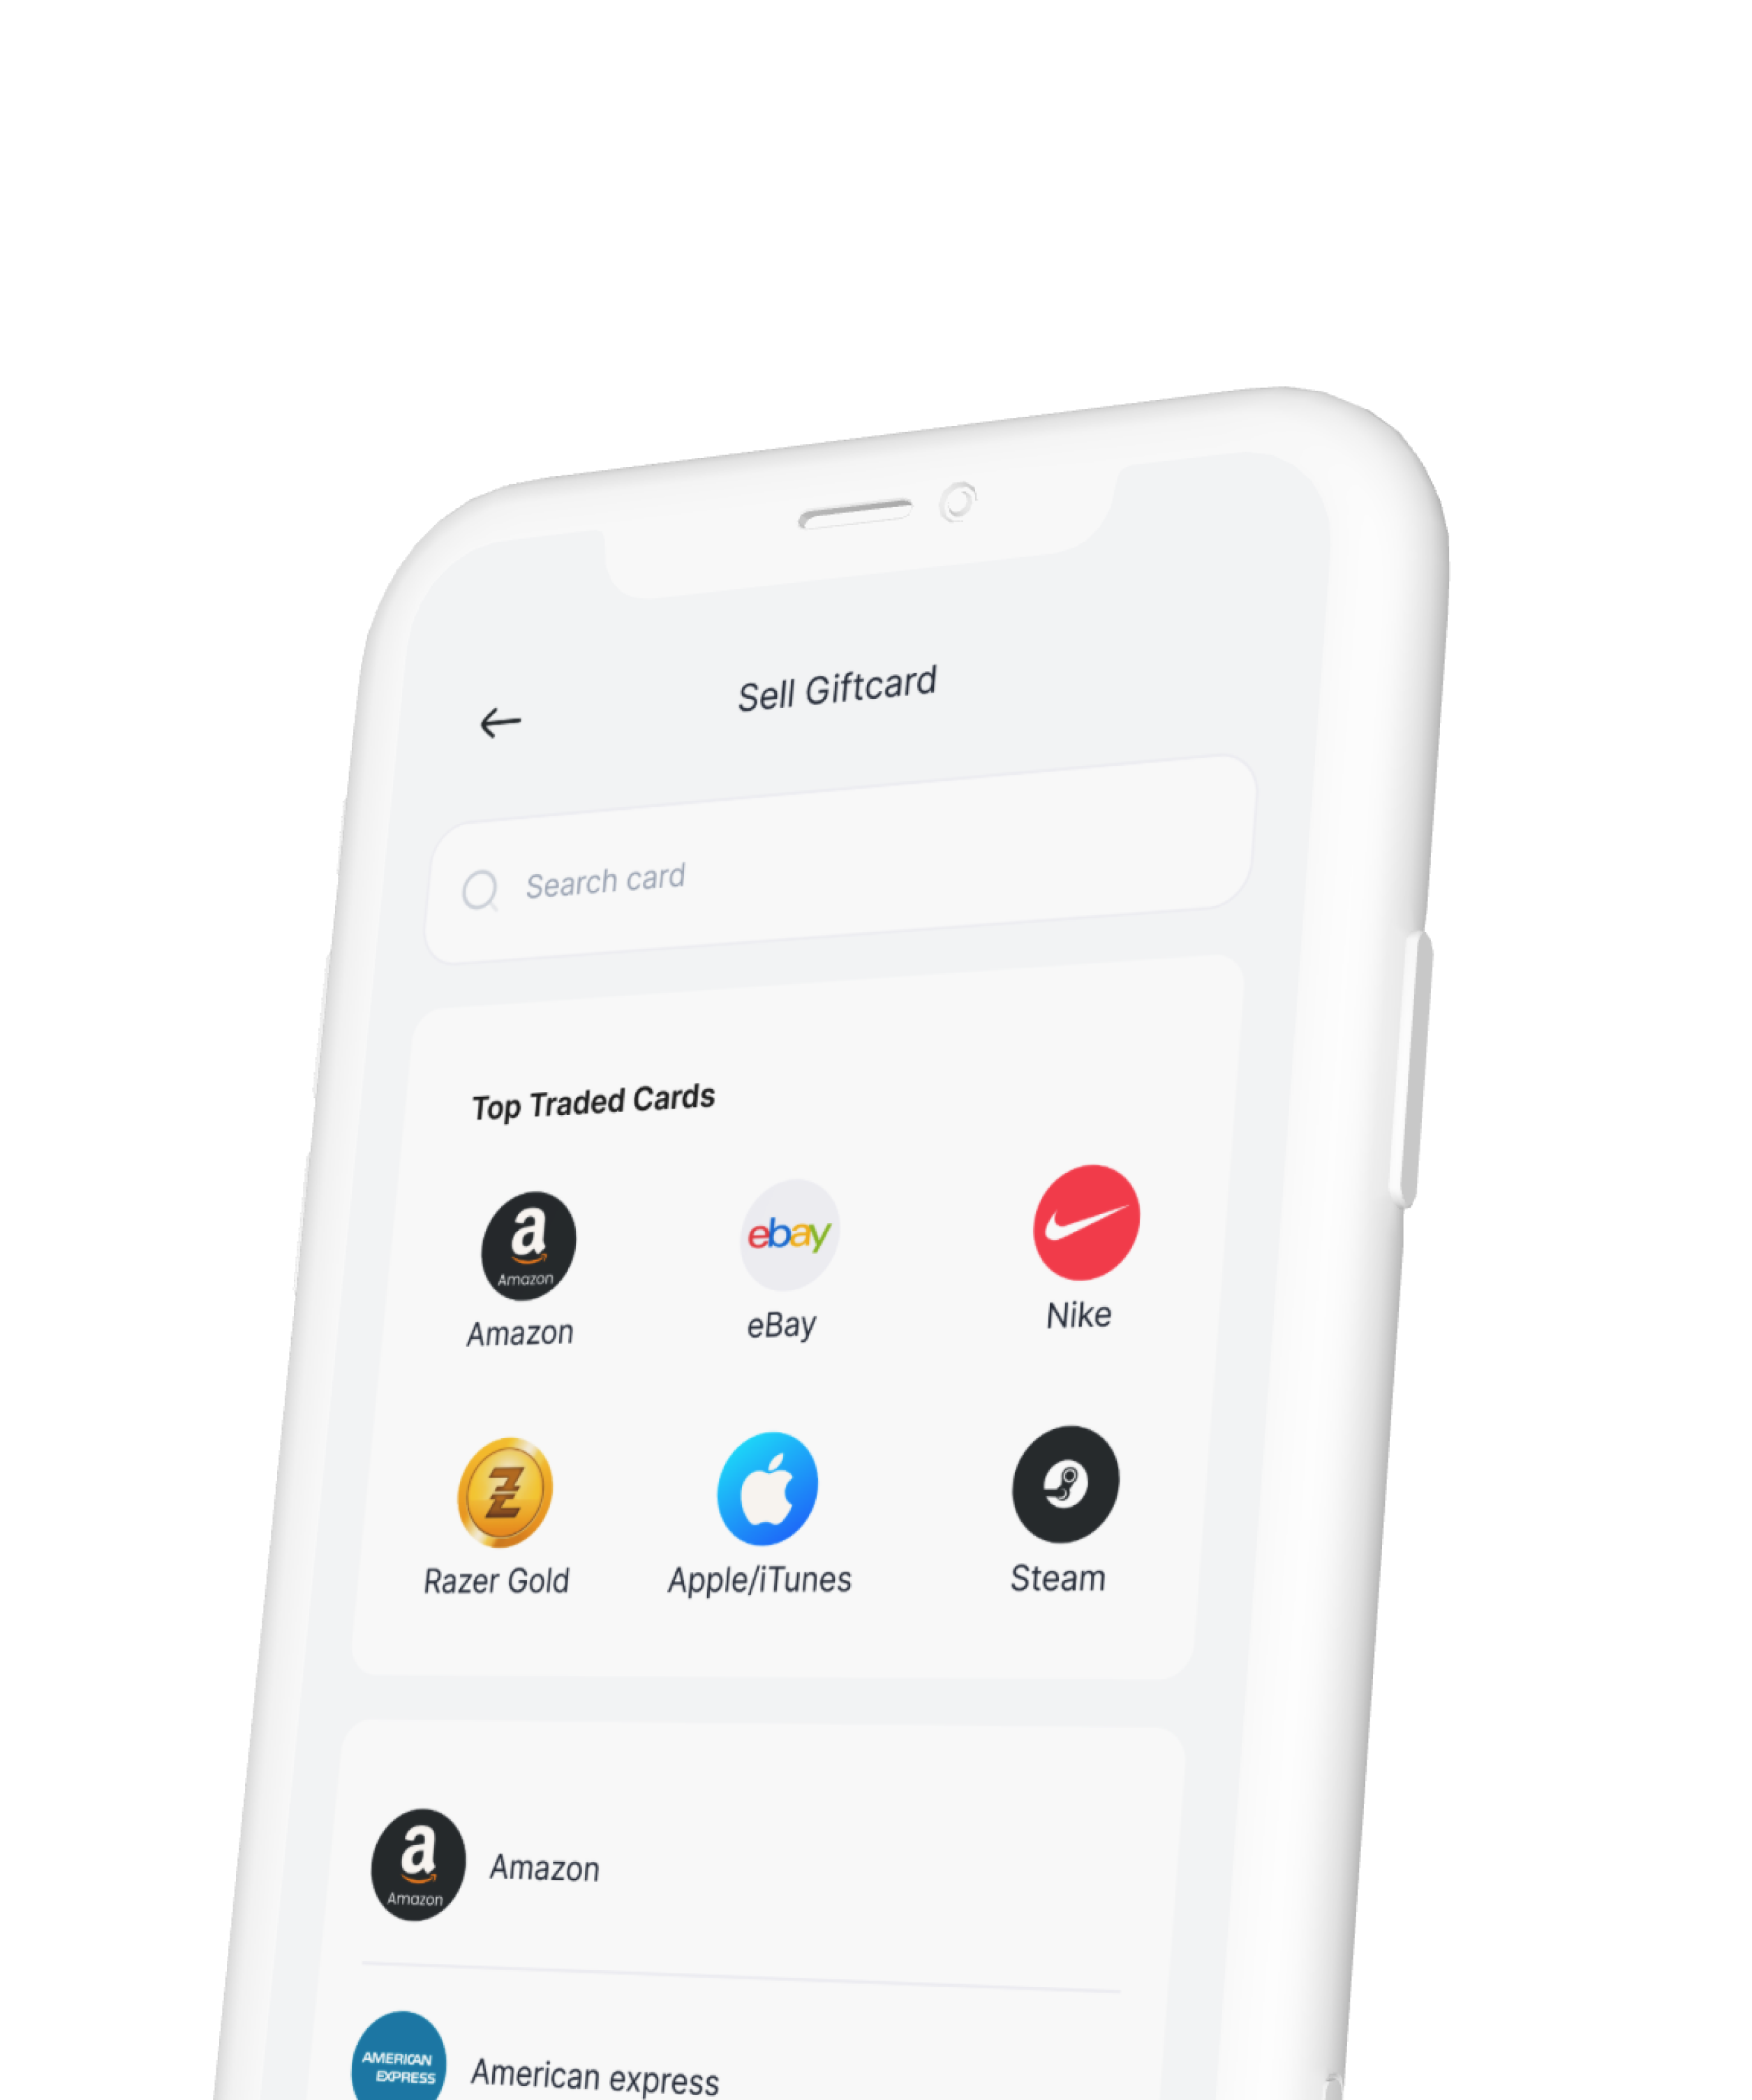 Sell Giftcard
Search card
Top Traded Cards
a
Amazon
Amazon
ebay
eBay
Nike
Razer Gold
Apple/iTunes
Steam
a
Amazon
Amazon
AMERICAN
EXPRESS
American express